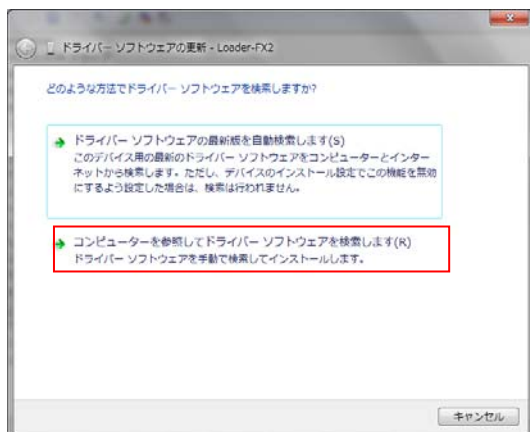 ドライバー ソフトウェアの更新 - Loader-FX2
どのような方法でドライバー ソフトウェアを検索しますか?
ドライバー ソフトウェアの最新版を自動検索します(S)
このデバイス用の最新のドライバー ソフトウェアをコンピューターとインター
ネットから検索します。ただし、デバイスのインストール設定でこの機能を無効
にするよう設定した場合は、検索は行われません。
コンピューターを参照してドライバー ソフトウェアを検索します(R)
ドライバー ソフトウェアを手動で検索してインストールします。
キャンセル